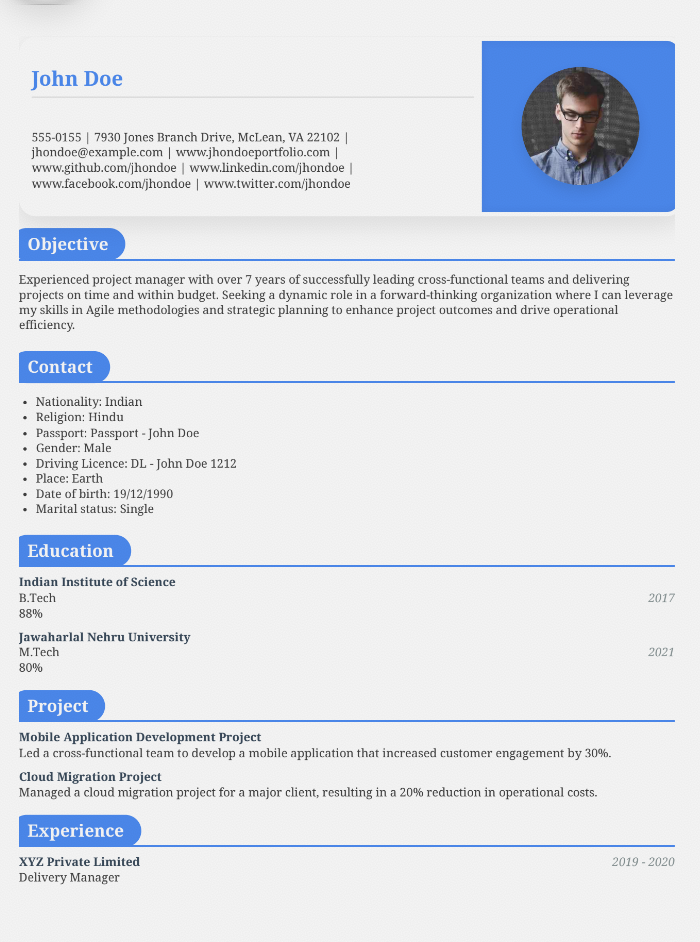 John Doe
555-0155 | 7930 Jones Branch Drive, McLean, VA 22102 |
jhondoe@example.com | www.jhondoeportfolio.com |
www.github.com/jhondoe | www.linkedin.com/jhondoe |
www.facebook.com/jhondoe | www.twitter.com/jhondoe
Objective
Experienced project manager with over 7 years of successfully leading cross-functional teams and delivering
projects on time and within budget. Seeking a dynamic role in a forward-thinking organization where I can leverage
my skills in Agile methodologies and strategic planning to enhance project outcomes and drive operational
efficiency.
Contact
• Nationality: Indian
• Religion: Hindu
• Passport: Passport - John Doe
• Gender: Male
• Driving Licence: DL - John Doe 1212
• Place: Earth
• Date of birth: 19/12/1990
• Marital status: Single
Education
Indian Institute of Science
B.Tech 2017
88%
Jawaharlal Nehru University
M.Tech 2021
80%
Project
Mobile Application Development Project
Led a cross-functional team to develop a mobile application that increased customer engagement by 30%.
Cloud Migration Project
Managed a cloud migration project for a major client, resulting in a 20% reduction in operational costs.
Experience
XYZ Private Limited 2019 - 2020
Delivery Manager